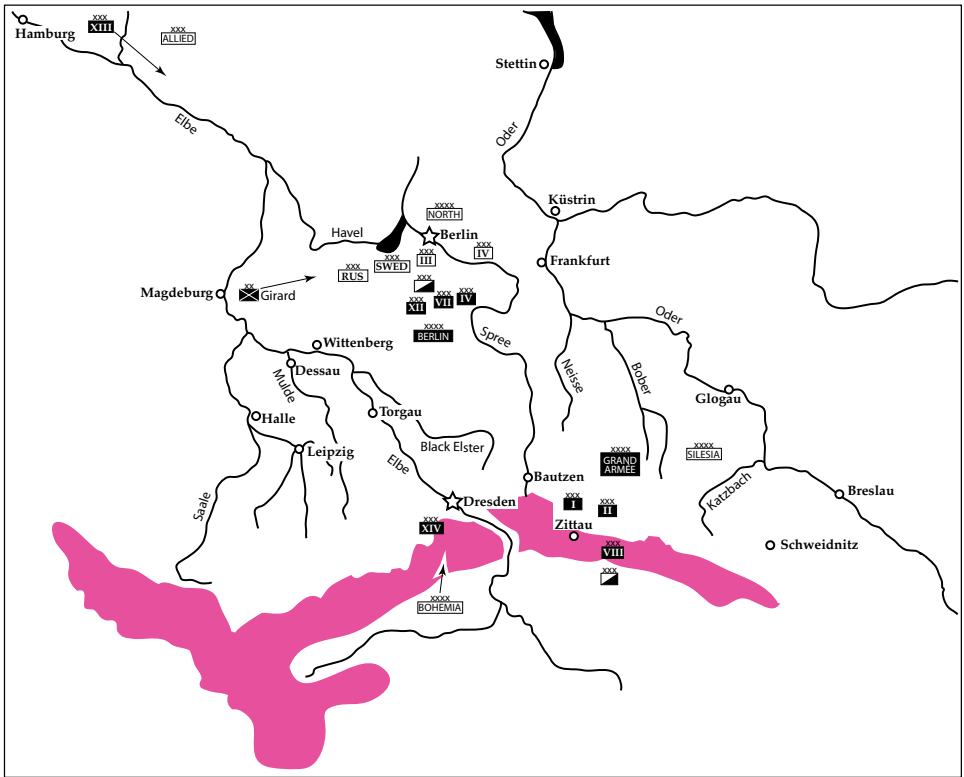 Hamburg
XXX
XIII
XXX
ALLIED
Stettin
Elbe
Oder
Küstrin
XXXX
NORTH
Havel
Berlin
XXX
III
XXX
IV
XXX
SWED
XXX
RUS
Frankfurt
XX
Girard
Magdeburg
XXX
XXX
XII
XXX
VII
XXX
IV
XXXX
BERLIN
Oder
Spree
Wittenberg
Dessau
Mulde
Neisse
Bober
Glogau
Halle
Torgau
Black Elster
Leipzig
Elbe
XXXX
GRAND
ARMÉE
XXXX
SILESIA
Bautzen
Katzbach
Breslau
Saale
Dresden
XXX
I
XXX
II
XXX
XIV
Zittau
XXX
VIII
Schweidnitz
XXX
XXXX
BOHEMIA